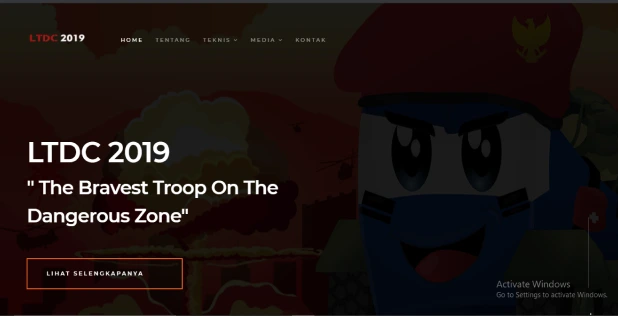 LTDC 2019
HOME TENTANG TEKNIS MEDIA KONTAK
LTDC 2019
" The Bravest Troop On The
Dangerous Zone"
LIHAT SELENGKAPANYA
Activate Windows
Go to Settings to activate Windows.